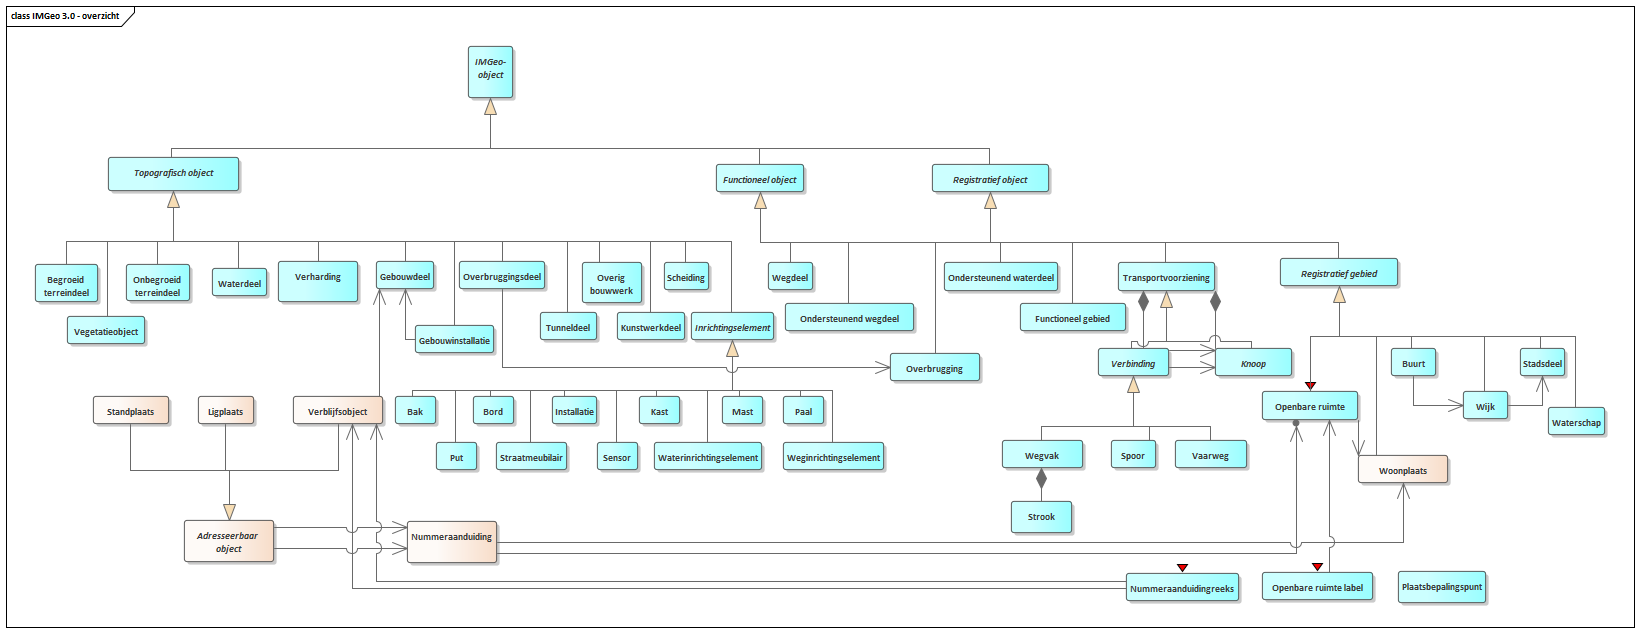 class IMGeo 3.0 - overzicht
IMGeo-
object
Topografisch object
Functioneel object
Registratief object
Begroeid
terreindeel
Onbegroeid
terreindeel
Waterdeel
Verharding
Gebouwdeel
Overbruggingsdeel
Overig
bouwwerk
Scheiding
Wegdeel
Ondersteunend waterdeel
Transportvoorziening
Registratief gebied
Vegetatieobject
Gebouwinstallatie
Tunneldeel
Kunstwerkdeel
Inrichtingselement
Ondersteunend wegdeel
Functioneel gebied
Overbrugging
Verbinding
Knoop
Buurt
Stadsdeel
Standplaats
Ligplaats
Verblijfsobject
Bak
Bord
Installatie
Kast
Mast
Paal
Openbare ruimte
Wijk
Waterschap
Put
Straatmeubilair
Sensor
Waterinrichtingselement
Weginrichtingselement
Wegvak
Spoor
Vaarweg
Woonplaats
Strook
Adresseerbaar
object
Nummeraanduiding
Nummeraanduidingreeks
Openbare ruimte label
Plaatsbepalingspunt